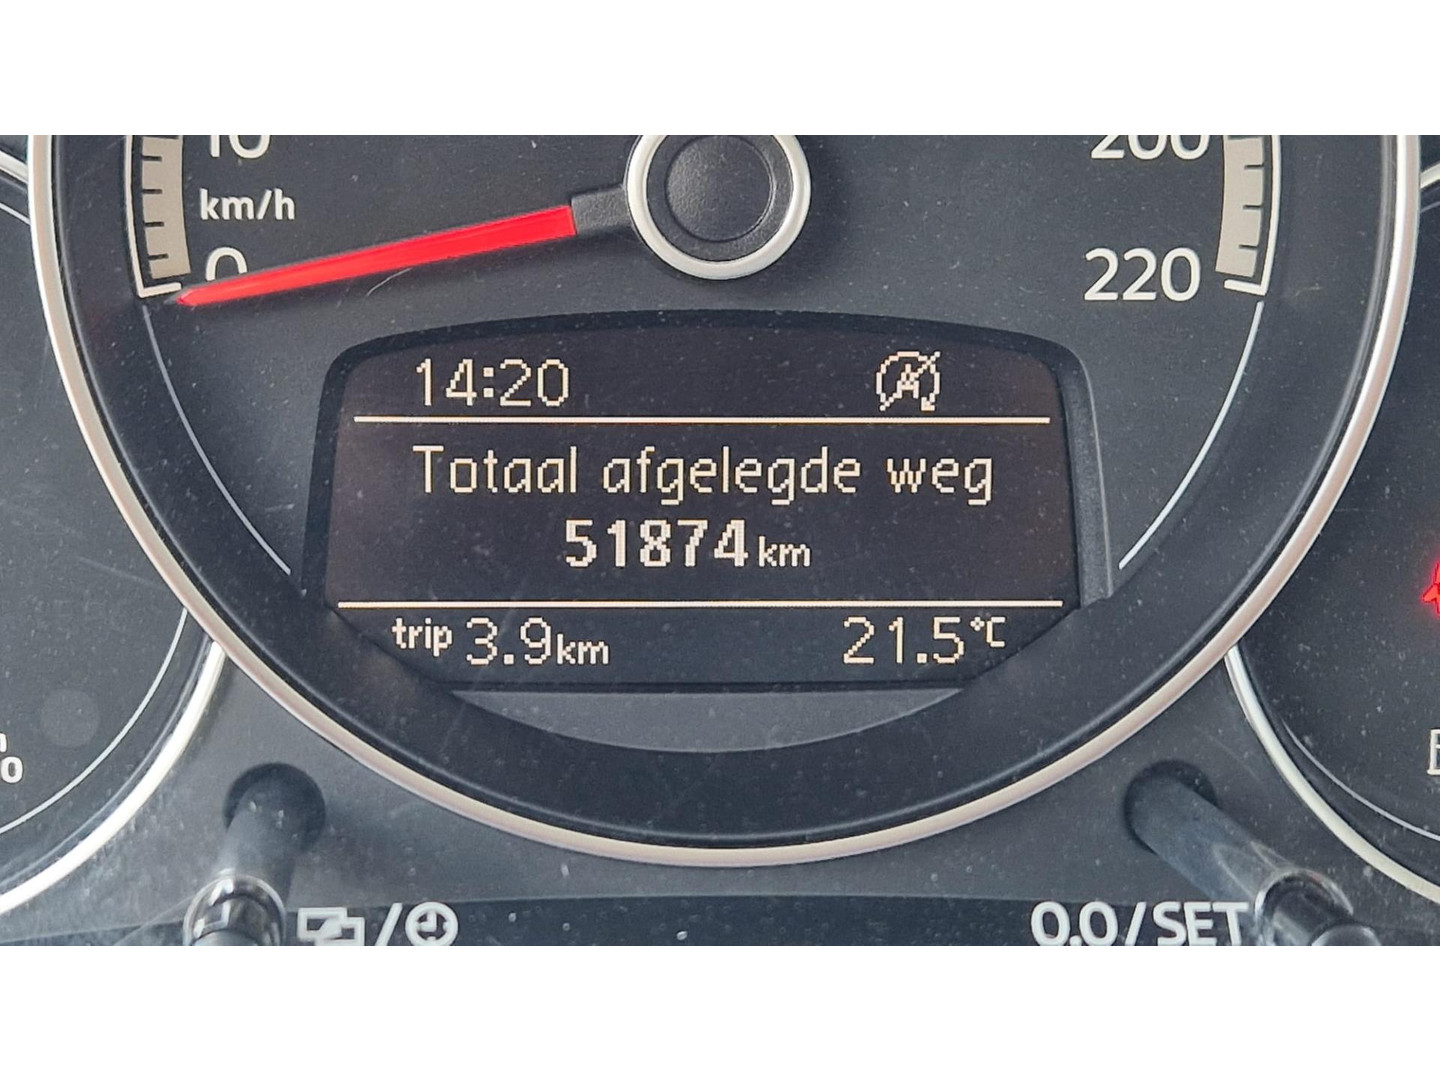 10
200
km/h
0
220
14:20
Totaal afgelegde weg
51874 km
trip 3.9 km 21.5 °C
0.0/SET